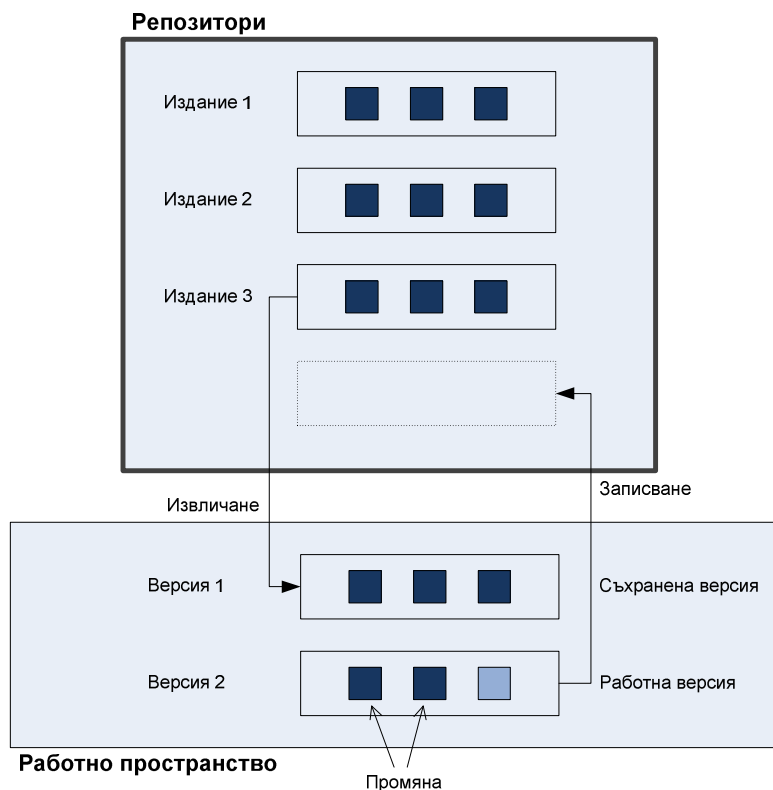 Репозитори
Издание 1
Издание 2
Издание 3
Записване
Извличане
Версия 1
Съхранена версия
Версия 2
Работна версия
Работно пространство
Промяна